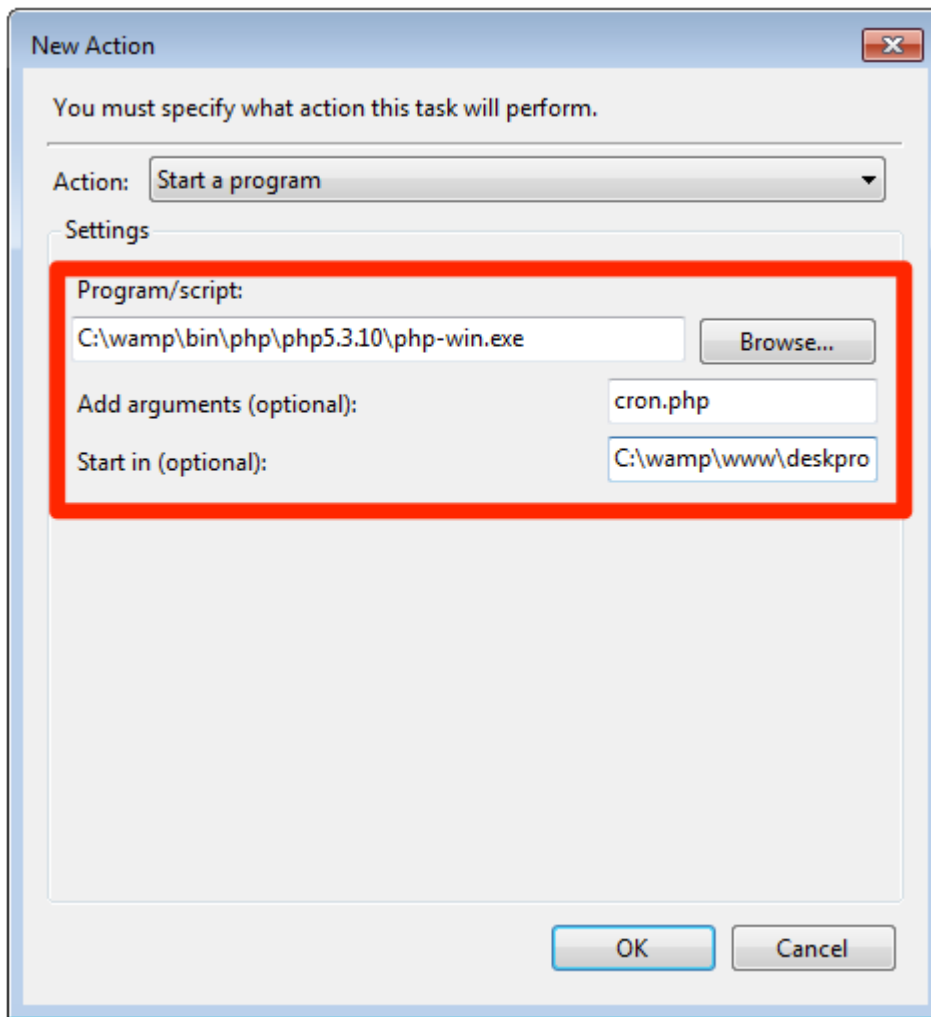 New Action
You must specify what action this task will perform.
Action: Start a program
Settings
Program/script:
C:\wamp\bin\php\php5.3.10\php-win.exe Browse...
Add arguments (optional): cron.php
Start in (optional): C:\wamp\www\deskpro
OK Cancel